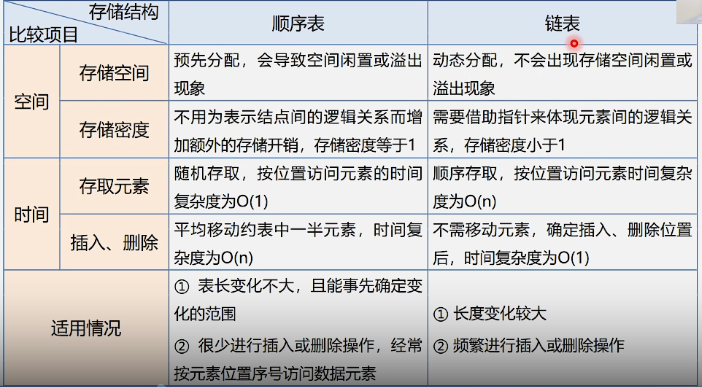 存储结构
比较项目
顺序表
链表
空间
存储空间
预先分配，会导致空间闲置或溢出
现象
动态分配，不会出现存储空间闲置或
溢出现象
存储密度
不用为表示结点间的逻辑关系而增
加额外的存储开销，存储密度等于1
需要借助指针来体现元素间的逻辑关
系，存储密度小于1
时间
存取元素
随机存取，按位置访问元素的时间
复杂度为O(1)
顺序存取，按位置访问元素时间复杂
度为O(n)
插入、删除
平均移动约表中一半元素，时间复
杂度为O(n)
不需移动元素，确定插入、删除位置
后，时间复杂度为O(1)
适用情况
① 表长变化不大，且能事先确定变
化的范围
② 很少进行插入或删除操作，经常
按元素位置序号访问数据元素
① 长度变化较大
② 频繁进行插入或删除操作